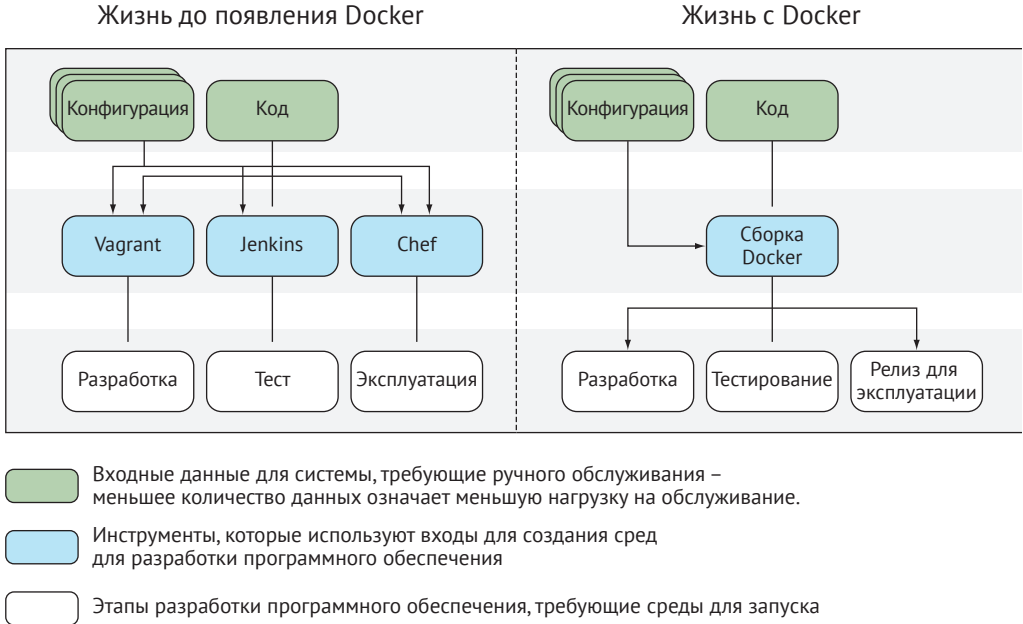 Жизнь до появления Docker
Жизнь с Docker
Конфигурация
Код
Конфигурация
Код
Vagrant
Jenkins
Chef
Сборка
Docker
Разработка
Тест
Эксплуатация
Разработка
Тестирование
Релиз для
эксплуатации
Входные данные для системы, требующие ручного обслуживания –
меньшее количество данных означает меньшую нагрузку на обслуживание.
Инструменты, которые используют входы для создания сред
для разработки программного обеспечения
Этапы разработки программного обеспечения, требующие среды для запуска